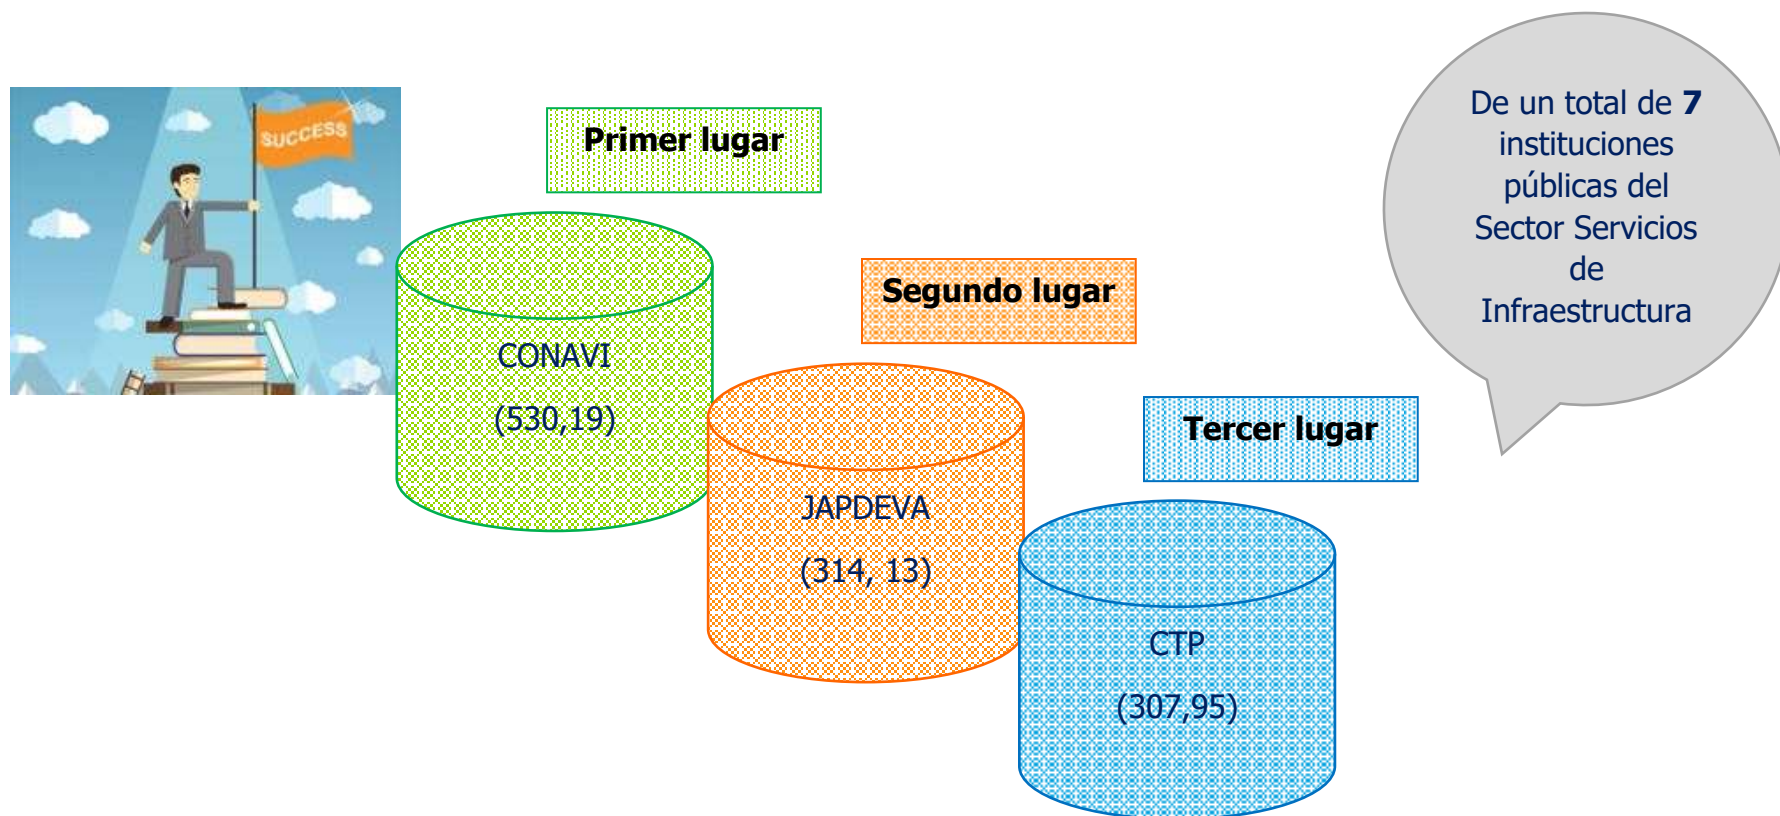 SUCCESS
Primer lugar
CONAVI
(530,19)
Segundo lugar
JAPDEVA
(314, 13)
Tercer lugar
CTP
(307,95)
De un total de 7
instituciones
públicas del
Sector Servicios
de
Infraestructura